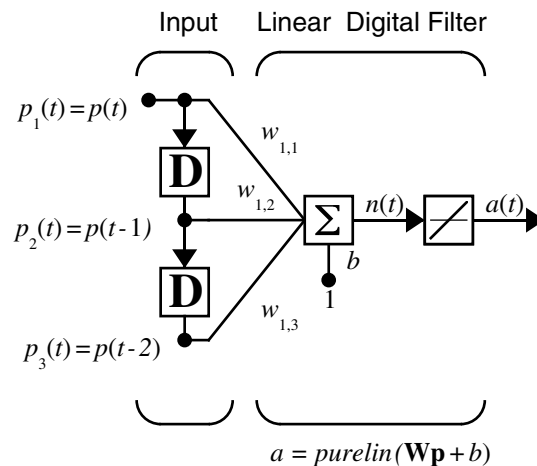 Input Linear Digital Filter
p1(t) = p(t)
w1,1
D
w1,2
n(t) a(t)
Σ
p2(t) = p(t-1)
b
D
1
w1,3
p3(t) = p(t-2)
a = purelin(Wp + b)